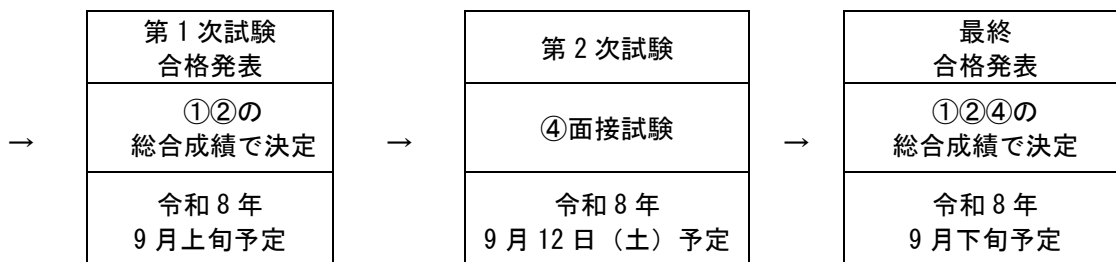 第1次試験
合格発表
①②の
総合成績で決定
令和8年
9月上旬予定
→
第2次試験
④面接試験
令和8年
9月12日（土）予定
→
最終
合格発表
①②④の
総合成績で決定
令和8年
9月下旬予定